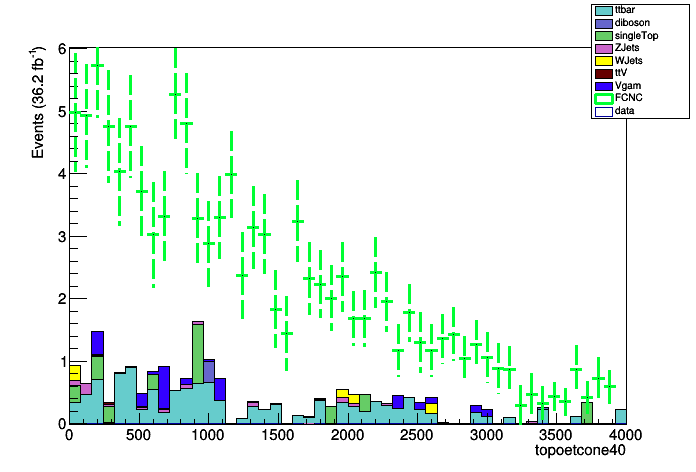 ttbar
diboson
singleTop
ZJets
WJets
ttV
Vgam
FCNC
data
Events (36.2 fb⁻¹)
6
5
4
3
2
1
0
0 500 1000 1500 2000 2500 3000 3500 4000
topoetcone40